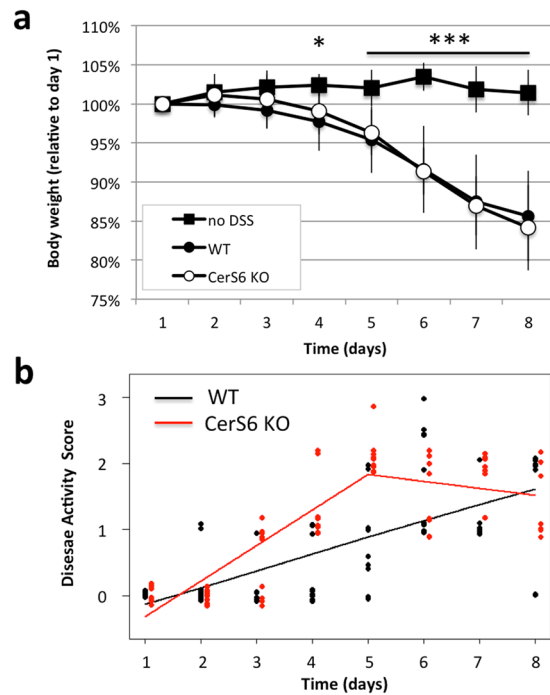 a
* ***
110%
105%
100%
95%
90%
85%
80%
75%
Body weight (relative to day 1)
no DSS
WT
CerS6 KO
1 2 3 4 5 6 7 8
Time (days)
b
WT
CerS6 KO
3
2
1
0
Disesae Activity Score
1 2 3 4 5 6 7 8
Time (days)